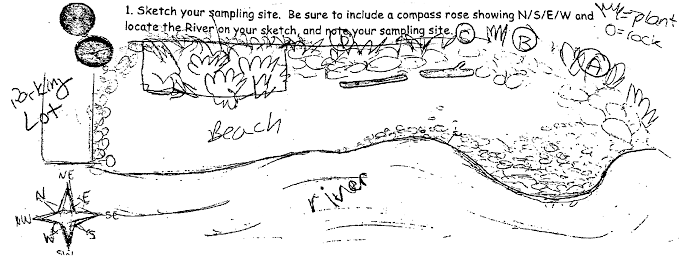 1. Sketch your sampling site. Be sure to include a compass rose showing N/S/E/W and
locate the River on your sketch, and note your sampling site.
= plant
O = rock
D
C
B
A
Parking
Lot
Beach
river
NE
N
E
NW
SE
W
S
SW